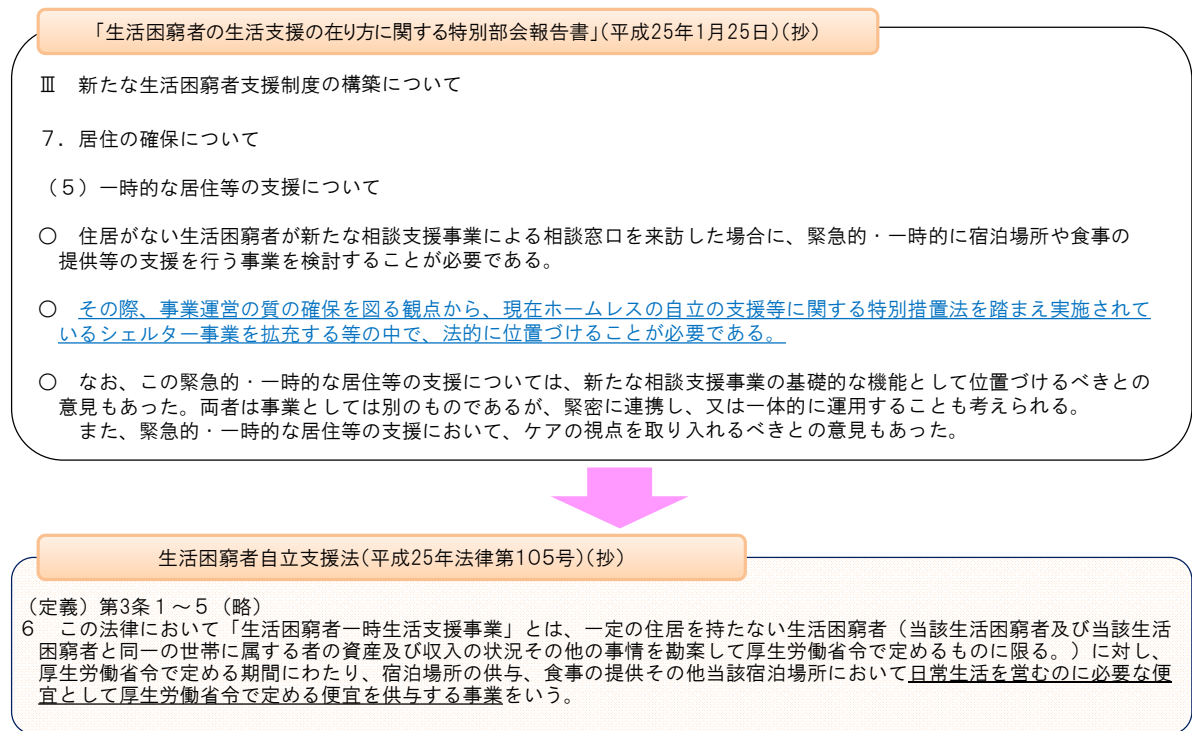 「生活困窮者の生活支援の在り方に関する特別部会報告書」(平成25年1月25日)(抄)
Ⅲ　新たな生活困窮者支援制度の構築について
７．居住の確保について
（５）一時的な居住等の支援について
○　住居がない生活困窮者が新たな相談支援事業による相談窓口を来訪した場合に、緊急的・一時的に宿泊場所や食事の
提供等の支援を行う事業を検討することが必要である。
○　その際、事業運営の質の確保を図る観点から、現在ホームレスの自立の支援等に関する特別措置法を踏まえ実施されて
いるシェルター事業を拡充する等の中で、法的に位置づけることが必要である。
○　なお、この緊急的・一時的な居住等の支援については、新たな相談支援事業の基礎的な機能として位置づけるべきとの
意見もあった。両者は事業としては別のものであるが、緊密に連携し、又は一体的に運用することも考えられる。
また、緊急的・一時的な居住等の支援において、ケアの視点を取り入れるべきとの意見もあった。
生活困窮者自立支援法(平成25年法律第105号)(抄)
（定義）第3条１～５（略）
６　この法律において「生活困窮者一時生活支援事業」とは、一定の住居を持たない生活困窮者（当該生活困窮者及び当該生活
困窮者と同一の世帯に属する者の資産及び収入の状況その他の事情を勘案して厚生労働省令で定めるものに限る。）に対し、
厚生労働省令で定める期間にわたり、宿泊場所の供与、食事の提供その他当該宿泊場所において日常生活を営むのに必要な便
宜として厚生労働省令で定める便宜を供与する事業をいう。